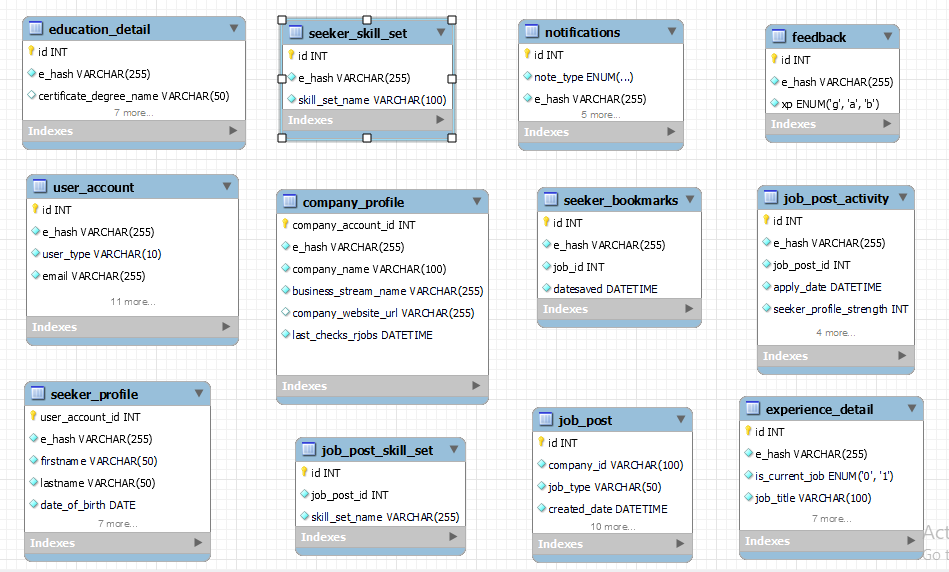 education_detail
id INT
e_hash VARCHAR(255)
certificate_degree_name VARCHAR(50)
7 more...
Indexes
seeker_skill_set
id INT
e_hash VARCHAR(255)
skill_set_name VARCHAR(100)
Indexes
notifications
id INT
note_type ENUM(...)
e_hash VARCHAR(255)
5 more...
Indexes
feedback
id INT
e_hash VARCHAR(255)
xp ENUM('g', 'a', 'b')
Indexes
user_account
id INT
e_hash VARCHAR(255)
user_type VARCHAR(10)
email VARCHAR(255)
11 more...
Indexes
company_profile
company_account_id INT
e_hash VARCHAR(255)
company_name VARCHAR(100)
business_stream_name VARCHAR(255)
company_website_url VARCHAR(255)
last_checks_rjobs DATETIME
Indexes
seeker_bookmarks
id INT
e_hash VARCHAR(255)
job_id INT
datesaved DATETIME
Indexes
job_post_activity
id INT
e_hash VARCHAR(255)
job_post_id INT
apply_date DATETIME
seeker_profile_strength INT
4 more...
Indexes
seeker_profile
user_account_id INT
e_hash VARCHAR(255)
firstname VARCHAR(50)
lastname VARCHAR(50)
date_of_birth DATE
7 more...
Indexes
job_post_skill_set
id INT
job_post_id INT
skill_set_name VARCHAR(255)
Indexes
job_post
id INT
company_id VARCHAR(100)
job_type VARCHAR(50)
created_date DATETIME
10 more...
Indexes
experience_detail
id INT
e_hash VARCHAR(255)
is_current_job ENUM('0', '1')
job_title VARCHAR(100)
7 more...
Indexes
Act
Go t